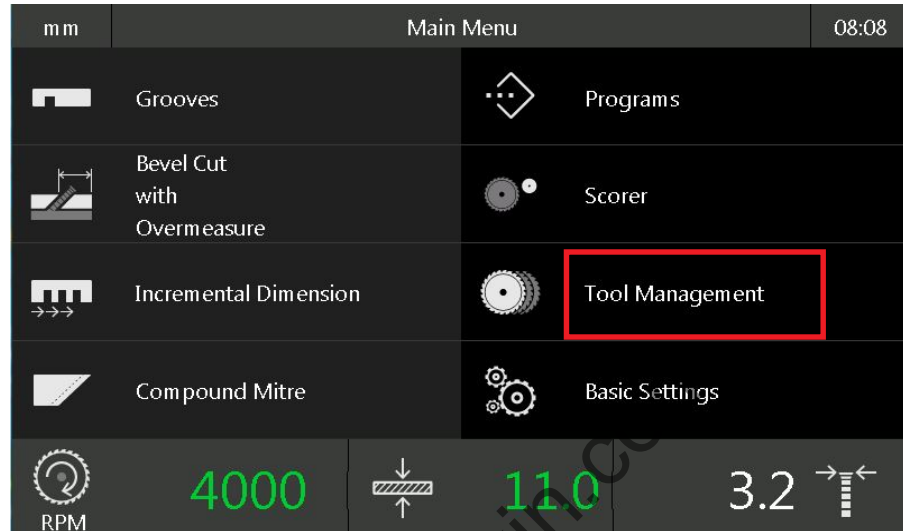 mm
Main Menu
08:08
Grooves
Programs
Bevel Cut
with
Overmeasure
Scorer
Incremental Dimension
Tool Management
Compound Mitre
Basic Settings
4000
11.0
3.2
RPM